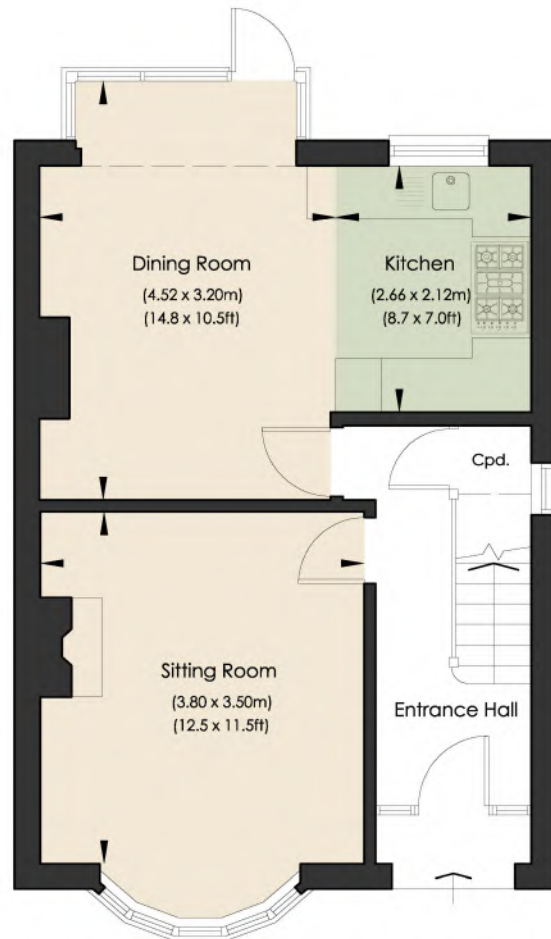 Dining Room
(4.52 x 3.20m)
(14.8 x 10.5ft)
Kitchen
(2.66 x 2.12m)
(8.7 x 7.0ft)
Cpd.
Sitting Room
(3.80 x 3.50m)
(12.5 x 11.5ft)
Entrance Hall